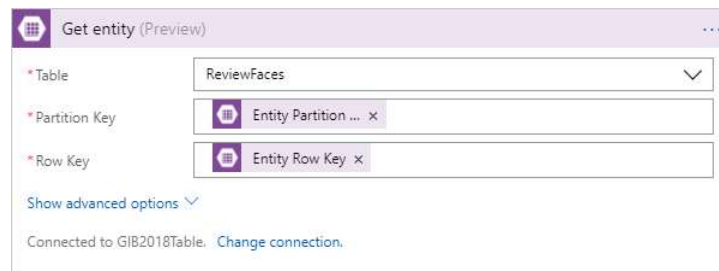 Get entity (Preview)
...
*Table ReviewFaces
*Partition Key Entity Partition ... ×
*Row Key Entity Row Key ×
Show advanced options
Connected to GIB2018Table. Change connection.